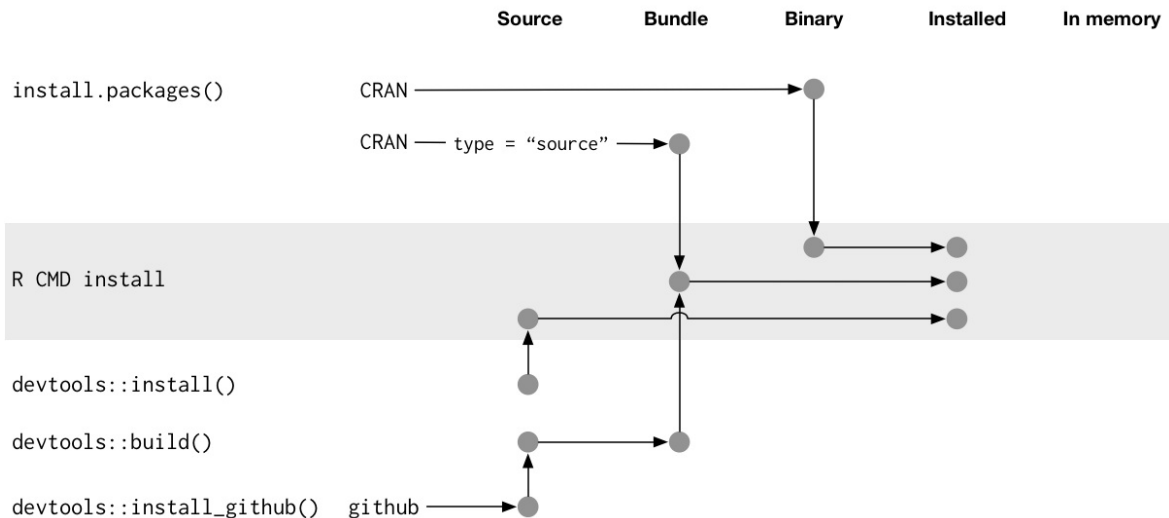 Source Bundle Binary Installed In memory
install.packages() CRAN
CRAN type = “source”
R CMD install
devtools::install()
devtools::build()
devtools::install_github() github